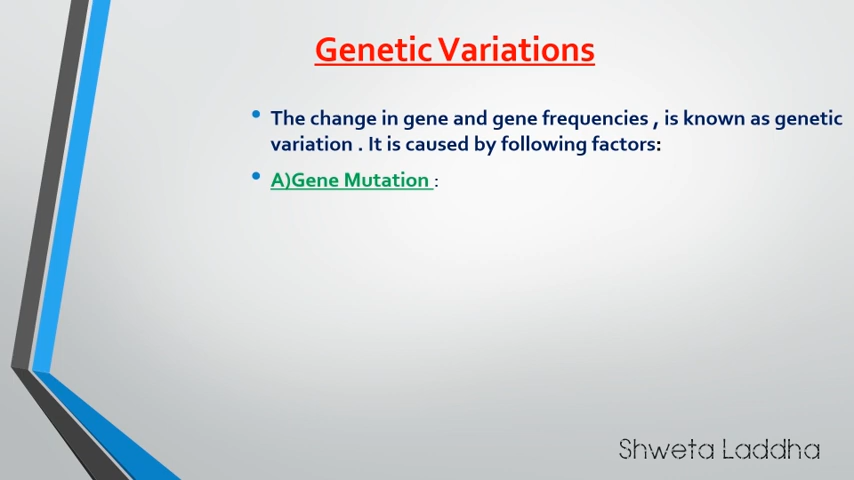 Genetic Variations
• The change in gene and gene frequencies , is known as genetic
variation . It is caused by following factors:
• A)Gene Mutation :
Shweta Laddha